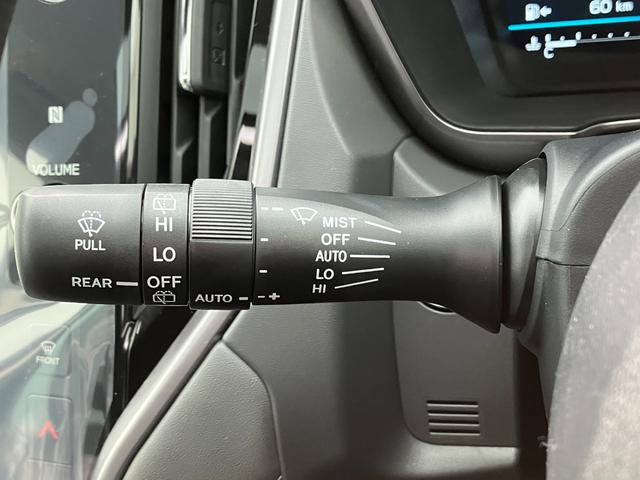 60 km
C
VOLUME
PULL
REAR
HI
LO
OFF
AUTO
- +
MIST
OFF
AUTO
LO
HI
FRONT